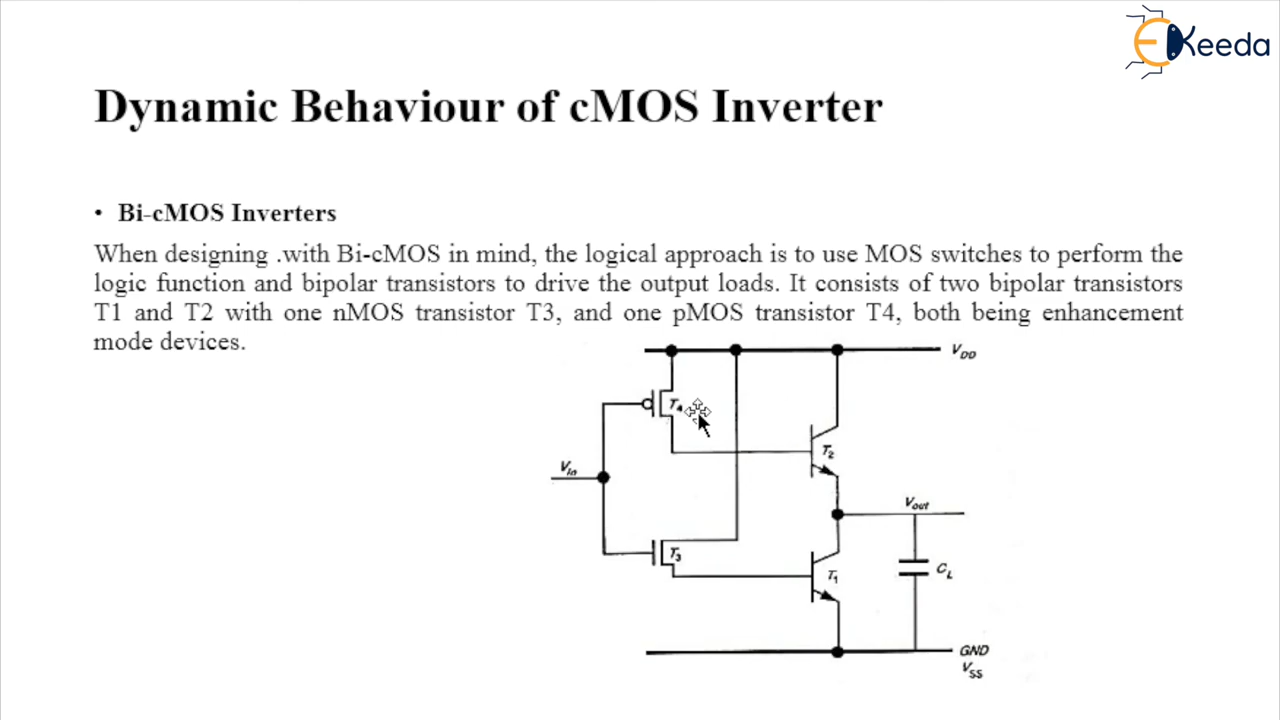 EKeeda
Dynamic Behaviour of cMOS Inverter
• Bi-cMOS Inverters
When designing .with Bi-cMOS in mind, the logical approach is to use MOS switches to perform the
logic function and bipolar transistors to drive the output loads. It consists of two bipolar transistors
T1 and T2 with one nMOS transistor T3, and one pMOS transistor T4, both being enhancement
mode devices.
VDD
T4
T2
Vin
Vout
T3
T1
CL
GND
VSS